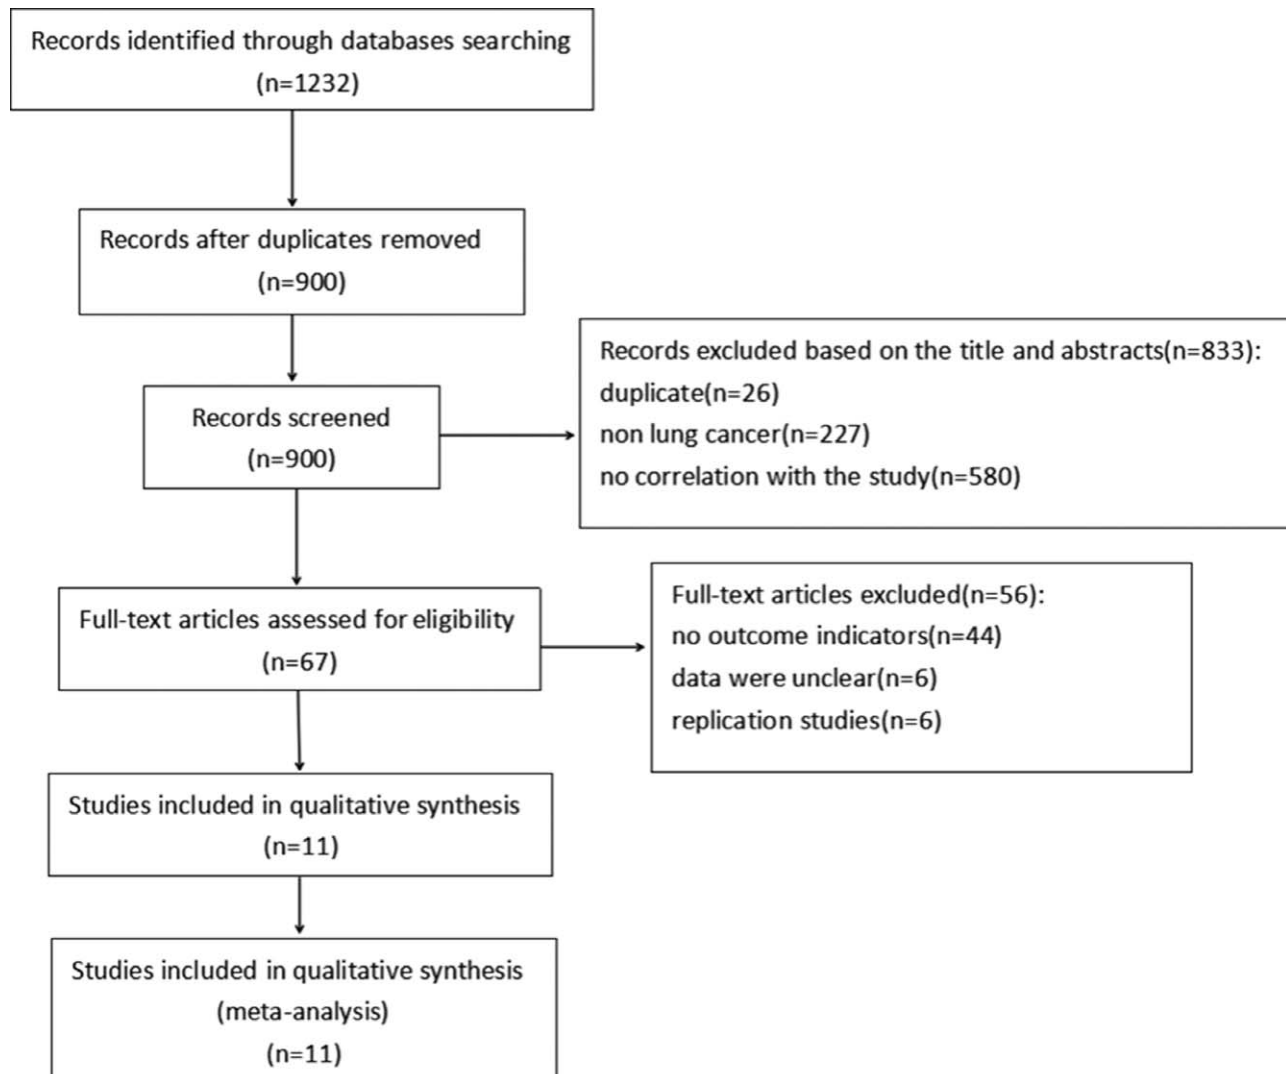 Records identified through databases searching
(n=1232)
Records after duplicates removed
(n=900)
Records screened
(n=900)
Records excluded based on the title and abstracts(n=833):
duplicate(n=26)
non lung cancer(n=227)
no correlation with the study(n=580)
Full-text articles assessed for eligibility
(n=67)
Full-text articles excluded(n=56):
no outcome indicators(n=44)
data were unclear(n=6)
replication studies(n=6)
Studies included in qualitative synthesis
(n=11)
Studies included in qualitative synthesis
(meta-analysis)
(n=11)